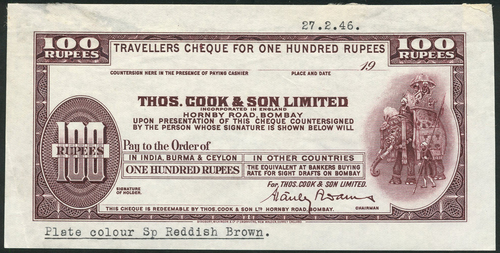 27.2.46.
100 RUPEES
TRAVELLERS CHEQUE FOR ONE HUNDRED RUPEES
100 RUPEES
COUNTERSIGN HERE IN THE PRESENCE OF PAYING CASHIER
PLACE AND DATE
19
THOS. COOK & SON LIMITED
INCORPORATED IN ENGLAND
HORNBY ROAD, BOMBAY
UPON PRESENTATION OF THIS CHEQUE COUNTERSIGNED
BY THE PERSON WHOSE SIGNATURE IS SHOWN BELOW WILL
100
RUPEES
Pay to the Order of
IN INDIA, BURMA & CEYLON
IN OTHER COUNTRIES
ONE HUNDRED RUPEES
THE EQUIVALENT AT BANKERS BUYING
RATE FOR SIGHT DRAFTS ON BOMBAY
SIGNATURE
OF HOLDER.
For THOS. COOK & SON LIMITED.
Stanley Adams
THIS CHEQUE IS REDEEMABLE BY THOS. COOK & SON LTD HORNBY ROAD, BOMBAY.
CHAIRMAN
Plate colour Sp Reddish Brown.